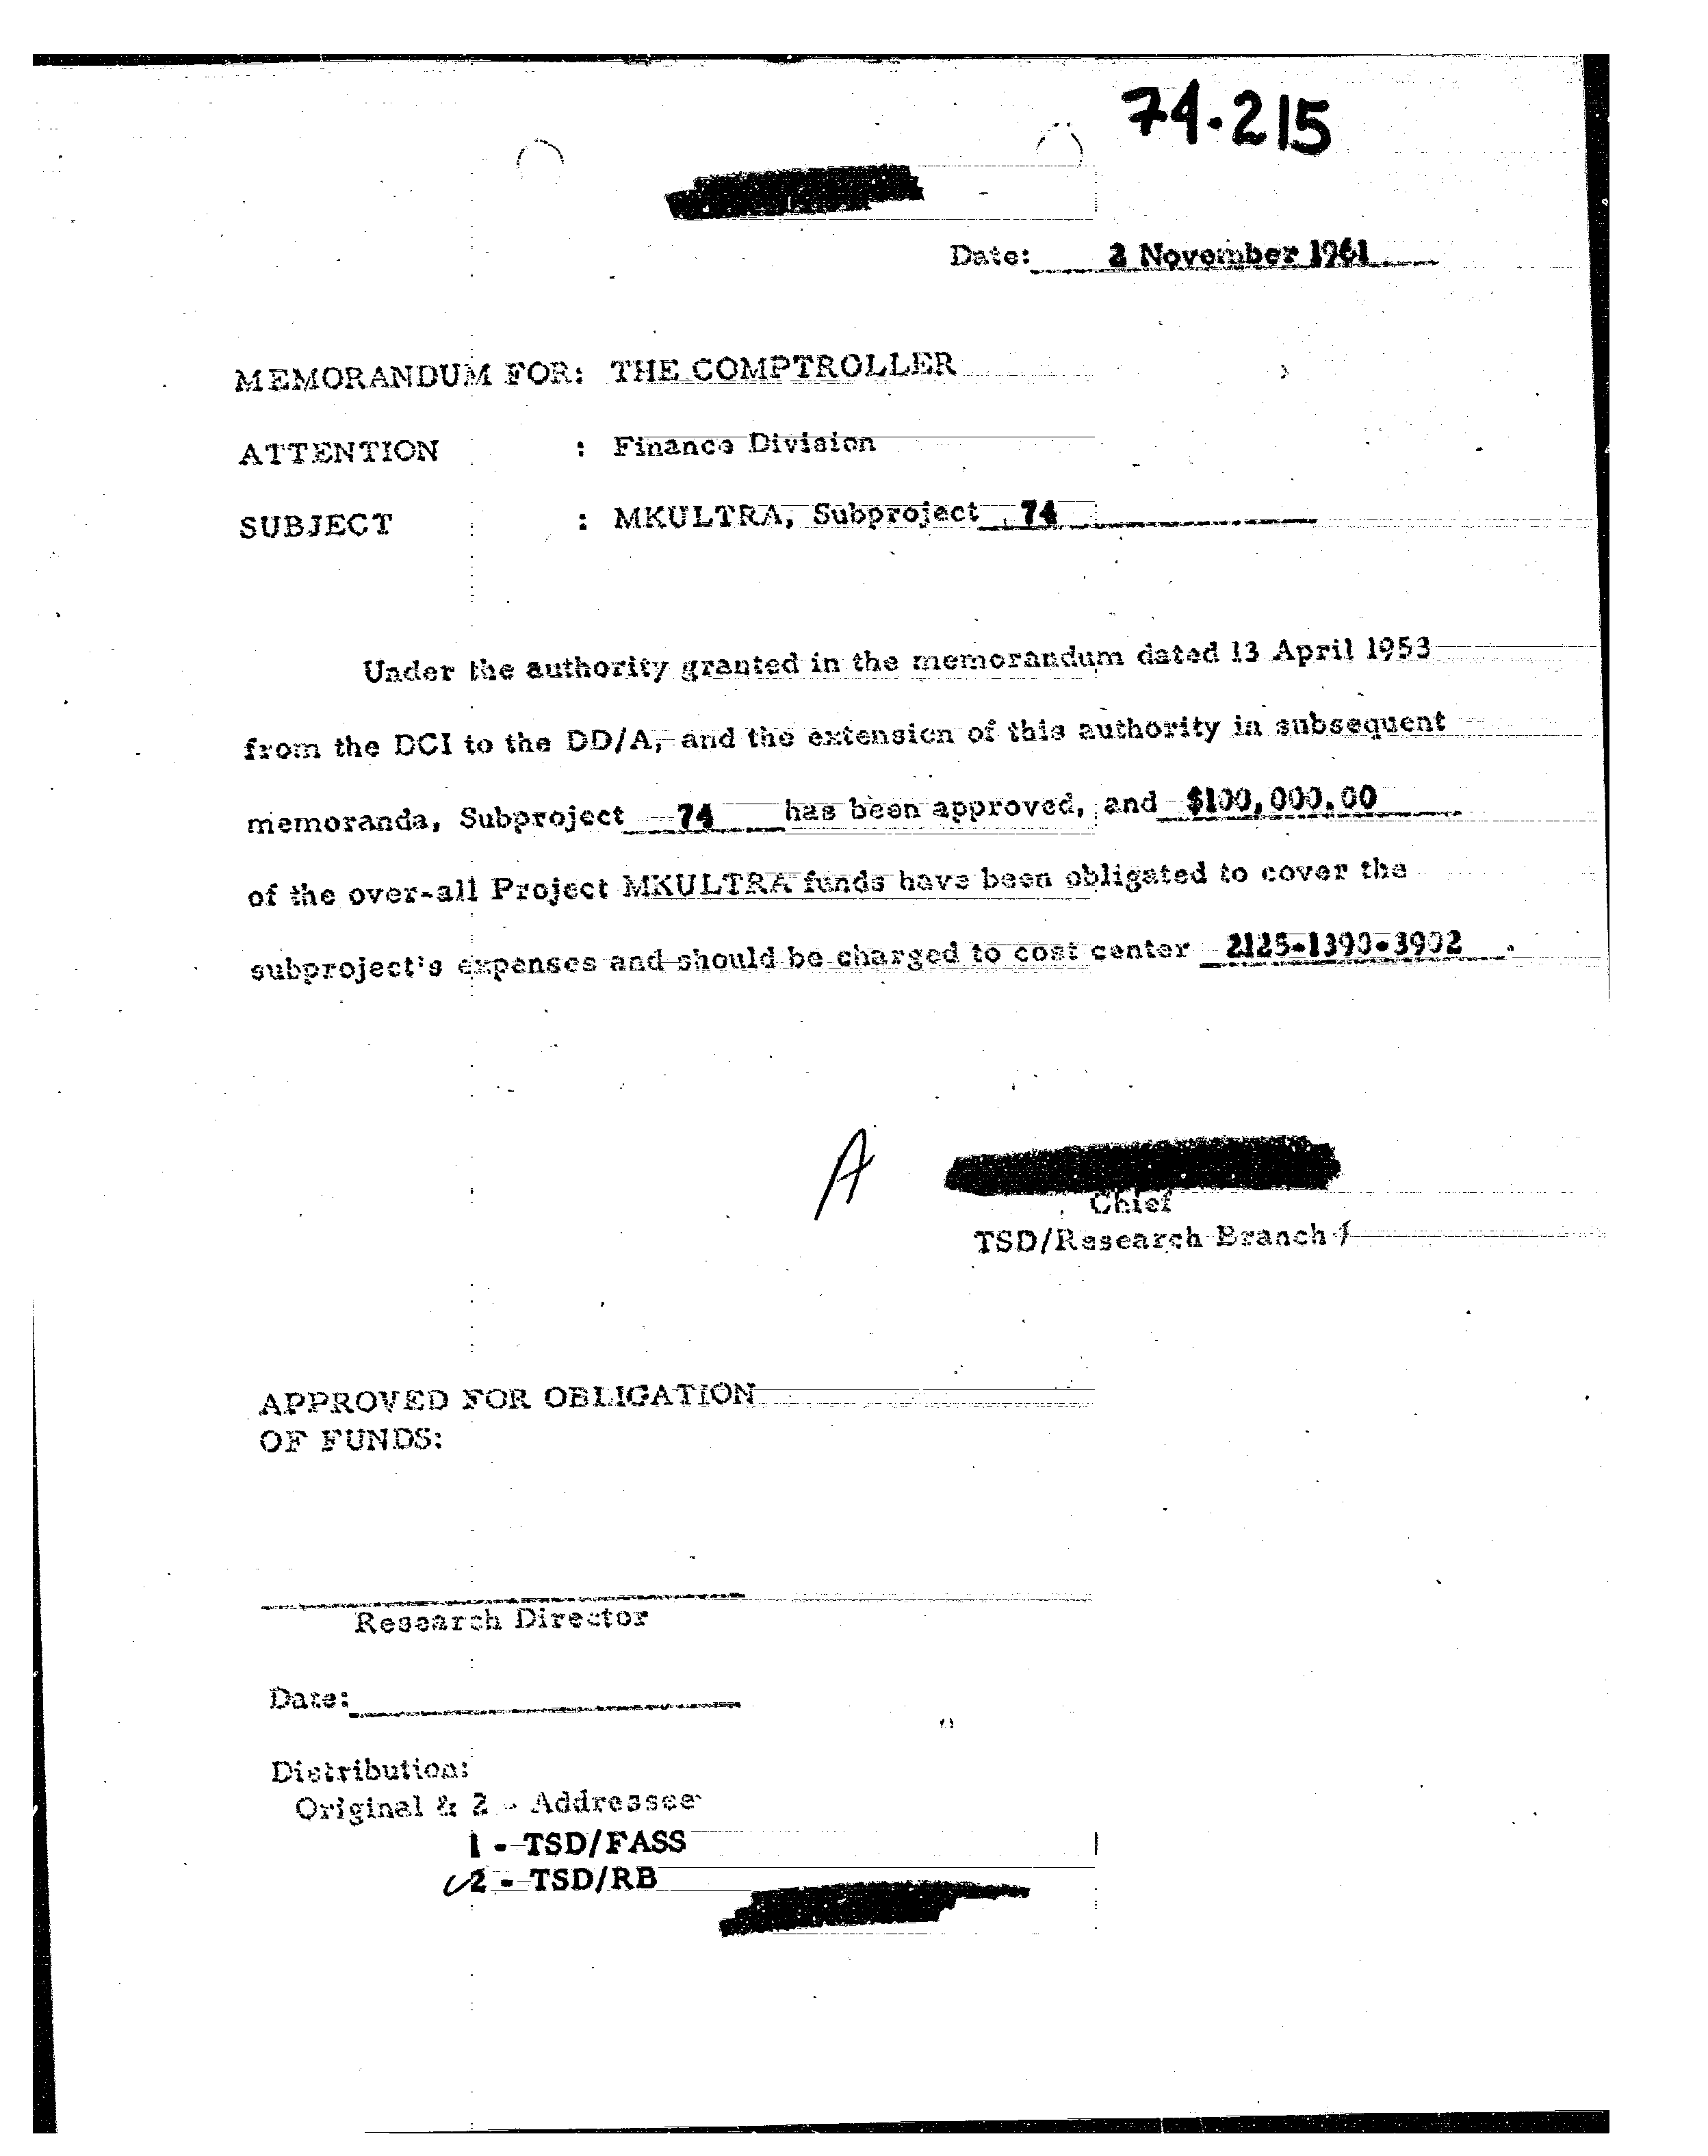 74-215
Date: 2 November 1961
MEMORANDUM FOR: THE COMPTROLLER
ATTENTION : Finance Division
SUBJECT : MKULTRA, Subproject 74
Under the authority granted in the memorandum dated 13 April 1953
from the DCI to the DD/A, and the extension of this authority in subsequent
memoranda, Subproject 74 has been approved, and $100,000.00
of the over-all Project MKULTRA funds have been obligated to cover the
subproject's expenses and should be charged to cost center 2125-1390-3902 .
A
Chief
TSD/Research Branch
APPROVED FOR OBLIGATION
OF FUNDS:
Research Director
Date:
Distribution:
Original & 2 - Addressee
1 - TSD/FASS
2 - TSD/RB